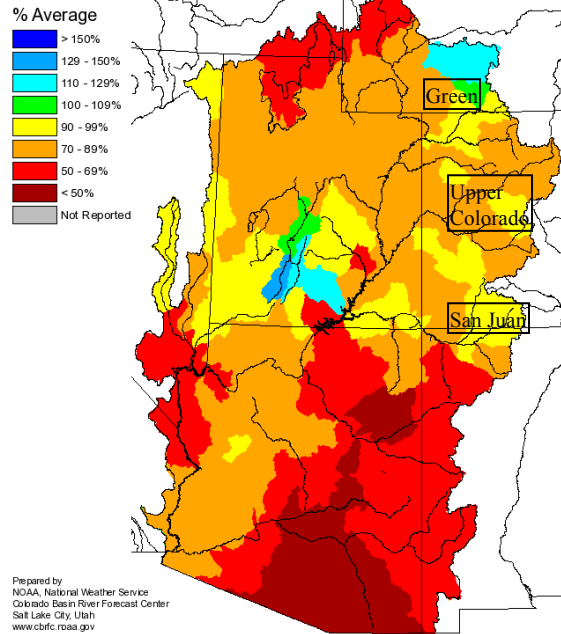 % Average
> 150%
129 - 150%
110 - 129%
100 - 109%
90 - 99%
70 - 89%
50 - 69%
< 50%
Not Reported
Green
Upper
Colorado
San Juan
Prepared by
NOAA, National Weather Service
Colorado Basin River Forecast Center
Salt Lake City, Utah
www.cbrfc.noaa.gov